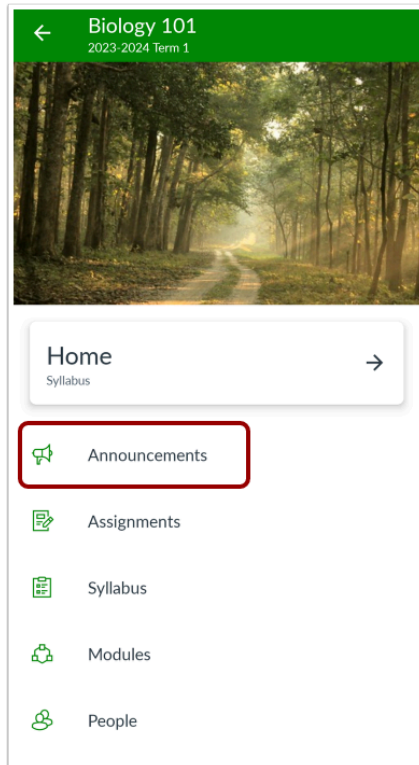 Biology 101
2023-2024 Term 1
Home
Syllabus
Announcements
Assignments
Syllabus
Modules
People